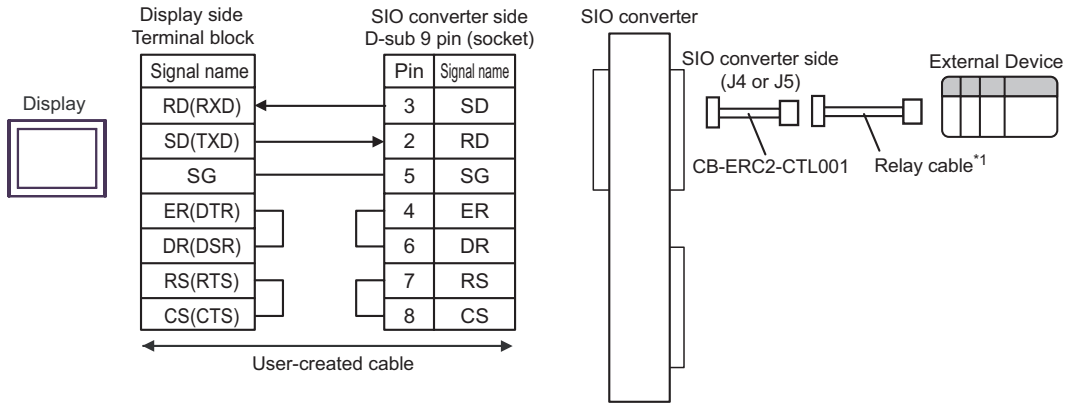 Display side
Terminal block
SIO converter side
D-sub 9 pin (socket)
SIO converter
Display
Signal name
Pin
Signal name
RD(RXD)
3
SD
SD(TXD)
2
RD
SG
5
SG
ER(DTR)
4
ER
DR(DSR)
6
DR
RS(RTS)
7
RS
CS(CTS)
8
CS
User-created cable
SIO converter side
(J4 or J5)
External Device
CB-ERC2-CTL001
Relay cable*1